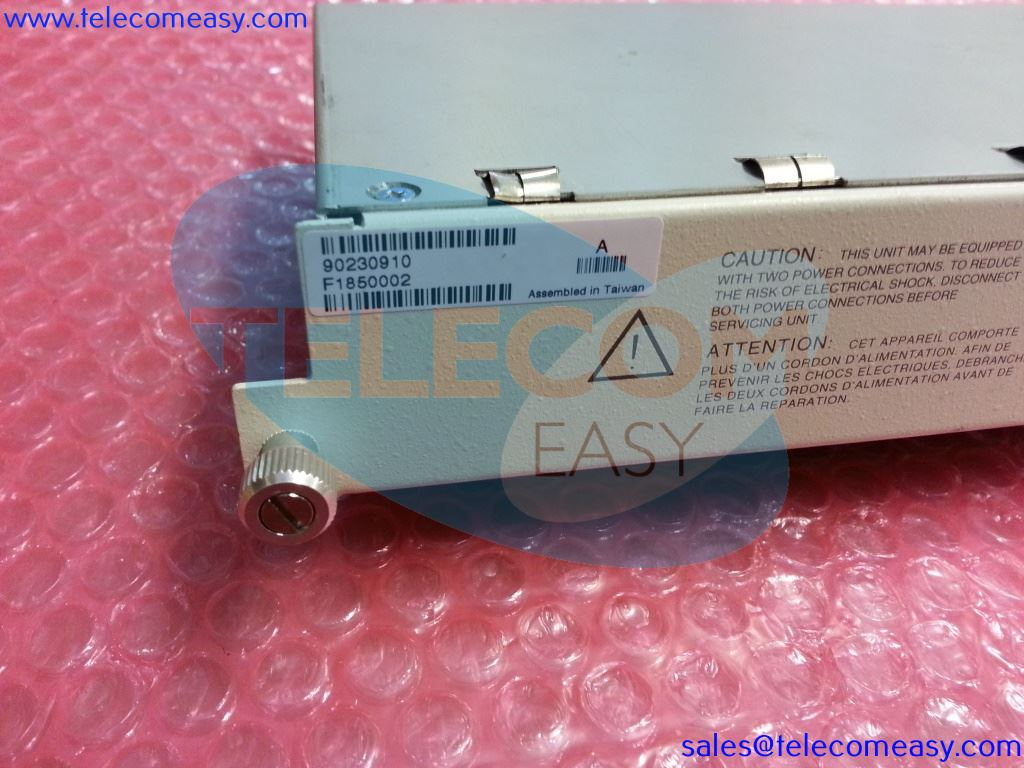 www.telecomeasy.com
90230910
F1850002
A
Assembled in Taiwan
CAUTION: THIS UNIT MAY BE EQUIPPED
WITH TWO POWER CONNECTIONS. TO REDUCE
THE RISK OF ELECTRICAL SHOCK, DISCONNECT
BOTH POWER CONNECTIONS BEFORE
SERVICING UNIT.
!
ATTENTION: CET APPAREIL COMPORTE
PLUS D'UN CORDON D'ALIMENTATION. AFIN DE
PREVENIR LES CHOCS ELECTRIQUES, DEBRANCH
LES DEUX CORDONS D'ALIMENTATION AVANT DE
FAIRE LA REPARATION.
TELECOM
EASY
sales@telecomeasy.com